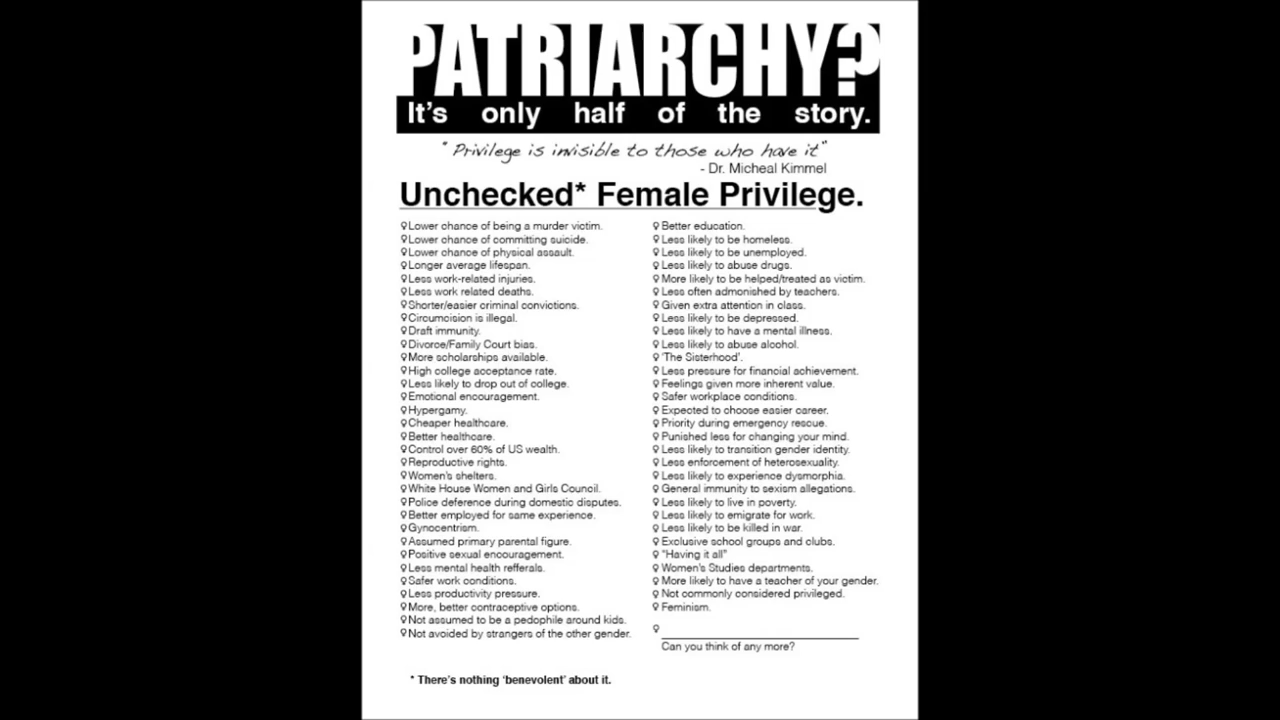 PATRIARCHY?
It's only half of the story.
"Privilege is invisible to those who have it"
- Dr. Micheal Kimmel
Unchecked* Female Privilege.
♀Lower chance of being a murder victim.
♀Lower chance of committing suicide.
♀Lower chance of physical assault.
♀Longer average lifespan.
♀Less work-related injuries.
♀Less work related deaths.
♀Shorter/easier criminal convictions.
♀Circumcision is illegal.
♀Draft immunity.
♀Divorce/Family Court bias.
♀More scholarships available.
♀High college acceptance rate.
♀Less likely to drop out of college.
♀Emotional encouragement.
♀Hypergamy.
♀Cheaper healthcare.
♀Better healthcare.
♀Control over 60% of US wealth.
♀Reproductive rights.
♀Women's shelters.
♀White House Women and Girls Council.
♀Police deference during domestic disputes.
♀Better employed for same experience.
♀Gynocentrism.
♀Assumed primary parental figure.
♀Positive sexual encouragement.
♀Less mental health refferals.
♀Safer work conditions.
♀Less productivity pressure.
♀More, better contraceptive options.
♀Not assumed to be a pedophile around kids.
♀Not avoided by strangers of the other gender.
♀Better education.
♀Less likely to be homeless.
♀Less likely to be unemployed.
♀Less likely to abuse drugs.
♀More likely to be helped/treated as victim.
♀Less often admonished by teachers.
♀Given extra attention in class.
♀Less likely to be depressed.
♀Less likely to have a mental illness.
♀Less likely to abuse alcohol.
♀'The Sisterhood'.
♀Less pressure for financial achievement.
♀Feelings given more inherent value.
♀Safer workplace conditions.
♀Expected to choose easier career.
♀Priority during emergency rescue.
♀Punished less for changing your mind.
♀Less likely to transition gender identity.
♀Less enforcement of heterosexuality.
♀Less likely to experience dysmorphia.
♀General immunity to sexism allegations.
♀Less likely to live in poverty.
♀Less likely to emigrate for work.
♀Less likely to be killed in war.
♀Exclusive school groups and clubs.
♀"Having it all"
♀Women's Studies departments.
♀More likely to have a teacher of your gender.
♀Not commonly considered privileged.
♀Feminism.
♀
Can you think of any more?
* There's nothing 'benevolent' about it.